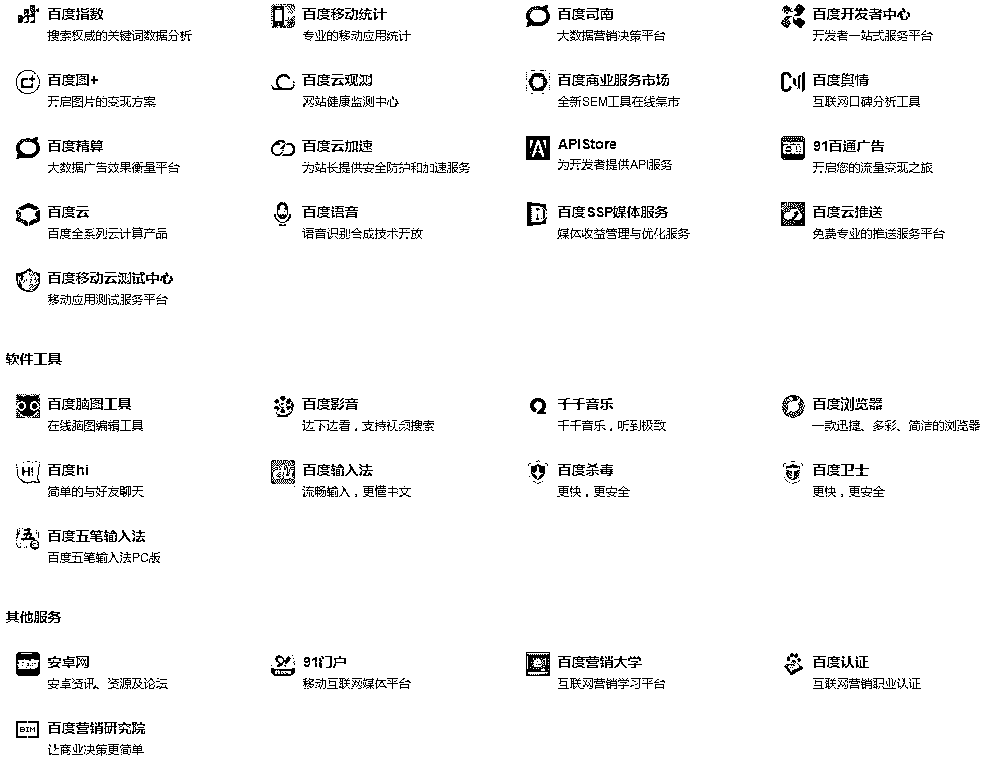 百度指数
搜索权威的关键词数据分析
百度移动统计
专业的移动应用统计
百度司南
大数据营销决策平台
百度开发者中心
开发者一站式服务平台
百度图+
开启图片的变现方案
百度云观测
网站健康监测中心
百度商业服务市场
全新SEM工具在线集市
百度舆情
互联网口碑分析工具
百度精算
大数据广告效果衡量平台
百度云加速
为站长提供安全防护和加速服务
APIStore
为开发者提供API服务
91百通广告
开启您的流量变现之旅
百度云
百度全系列云计算产品
百度语音
语音识别合成技术开放
百度SSP媒体服务
媒体收益管理与优化服务
百度云推送
免费专业的推送服务平台
百度移动云测试中心
移动应用测试服务平台
软件工具
百度脑图工具
在线脑图编辑工具
百度影音
边下边看，支持视频搜索
千千音乐
千千音乐，听到极致
百度浏览器
一款迅捷、多彩、简洁的浏览器
Hi
百度hi
简单的与好友聊天
百度输入法
流畅输入，更懂中文
百度杀毒
更快，更安全
百度卫士
更快，更安全
百度五笔输入法
百度五笔输入法PC版
其他服务
安卓网
安卓资讯、资源及论坛
91门户
移动互联网媒体平台
百度营销大学
互联网营销学习平台
百度认证
互联网营销职业认证
BIM
百度营销研究院
让商业决策更简单